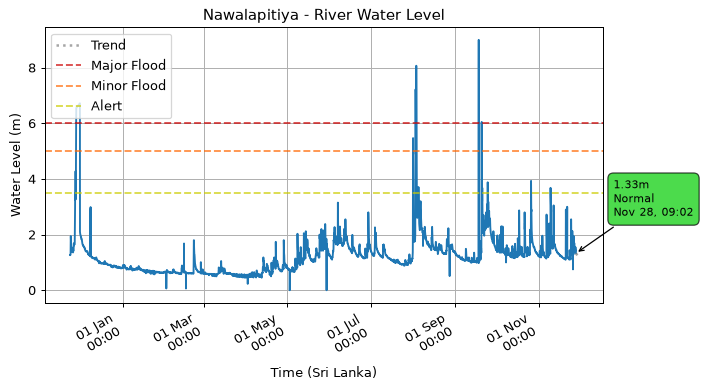 Nawalapitiya - River Water Level
Trend
Major Flood
Minor Flood
Alert
Water Level (m)
8
6
4
2
0
1.33m
Normal
Nov 28, 09:02
01 Jan
00:00
01 Mar
00:00
01 May
00:00
01 Jul
00:00
01 Sep
00:00
01 Nov
00:00
Time (Sri Lanka)